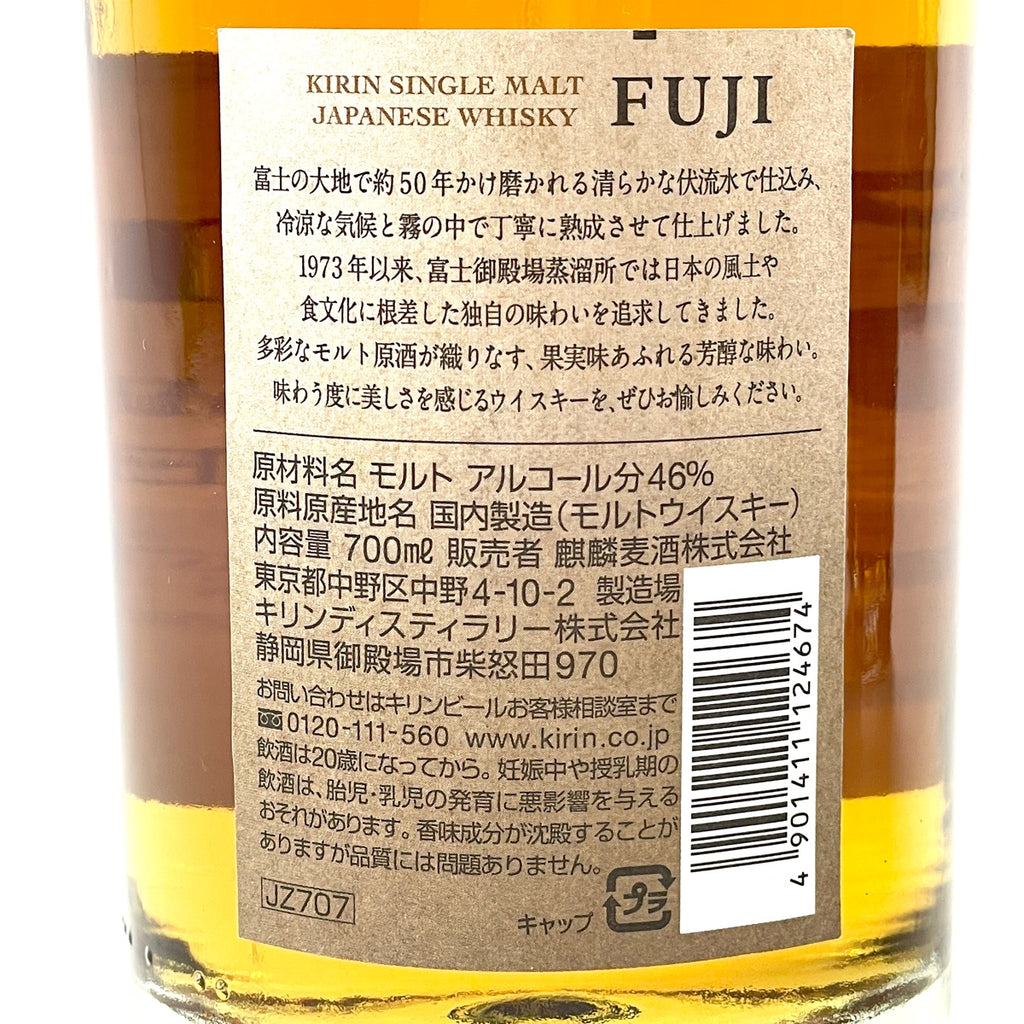 KIRIN SINGLE MALT
JAPANESE WHISKY
FUJI
富士の大地で約50年かけ磨かれる清らかな伏流水で仕込み、
冷涼な気候と霧の中で丁寧に熟成させて仕上げました。
1973年以来、富士御殿場蒸溜所では日本の風土や
食文化に根差した独自の味わいを追求してきました。
多彩なモルト原酒が織りなす、果実味あふれる芳醇な味わい。
味わう度に美しさを感じるウイスキーを、ぜひお愉しみください。
原材料名 モルト アルコール分46%
原料原産地名 国内製造(モルトウイスキー)
内容量 700mℓ 販売者 麒麟麦酒株式会社
東京都中野区中野4-10-2 製造場
キリンディスティラリー株式会社
静岡県御殿場市柴怒田970
お問い合わせはキリンビールお客様相談室まで
0120-111-560 www.kirin.co.jp
飲酒は20歳になってから。妊娠中や授乳期の
飲酒は、胎児・乳児の発育に悪影響を与える
おそれがあります。香味成分が沈殿することが
ありますが品質には問題ありません。
JZ707
キャップ
プラ
4 901411 124674